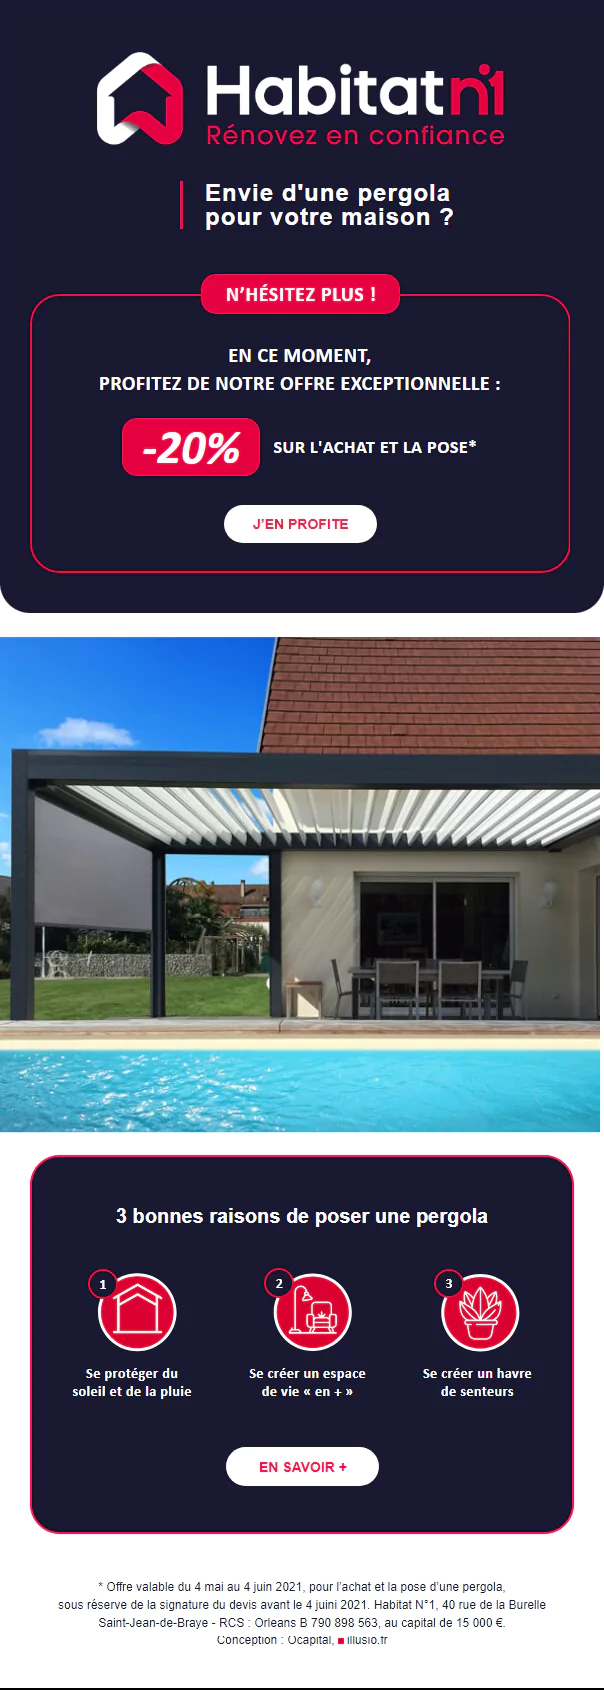 Habitatn°1
Rénovez en confiance
Envie d'une pergola
pour votre maison ?
N'HÉSITEZ PLUS !
EN CE MOMENT,
PROFITEZ DE NOTRE OFFRE EXCEPTIONNELLE :
-20% SUR L'ACHAT ET LA POSE*
J'EN PROFITE
3 bonnes raisons de poser une pergola
1 2 3
Se protéger du
soleil et de la pluie
Se créer un espace
de vie « en + »
Se créer un havre
de senteurs
EN SAVOIR +
* Offre valable du 4 mai au 4 juin 2021, pour l'achat et la pose d'une pergola,
sous réserve de la signature du devis avant le 4 juini 2021. Habitat N°1, 40 rue de la Burelle
Saint-Jean-de-Braye - RCS : Orleans B 790 898 563, au capital de 15 000 €.
Conception : Ocapital, illusio.fr